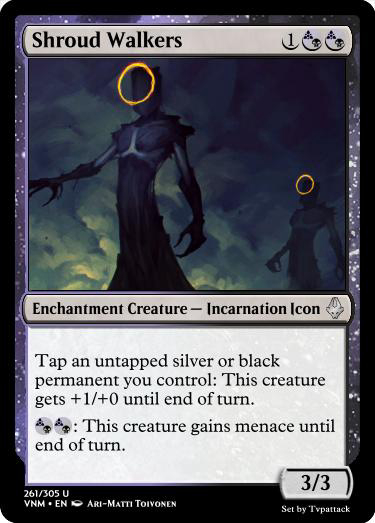 Shroud Walkers 1
Enchantment Creature — Incarnation Icon
Tap an untapped silver or black
permanent you control: This creature
gets +1/+0 until end of turn.
: This creature gains menace until
end of turn.
3/3
261/305 U
VNM • EN Ari-Matti Toivonen
Set by Tvpattack